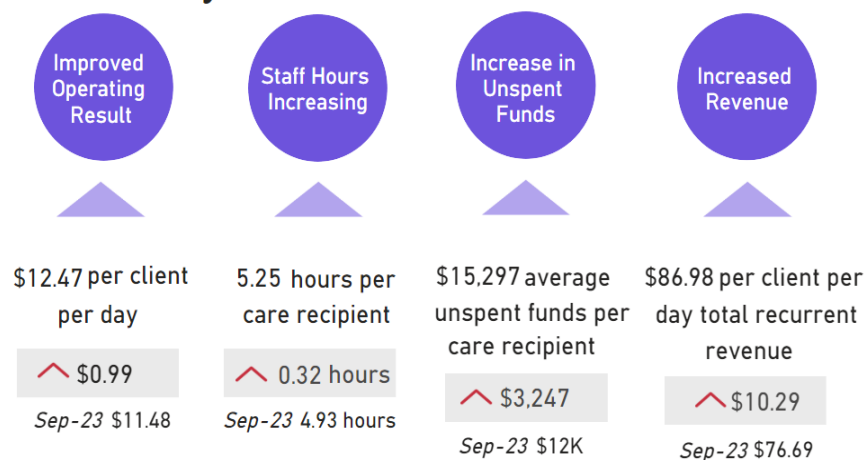 Improved
Operating
Result
$12.47 per client
per day
$0.99
Sep-23 $11.48
Staff Hours
Increasing
5.25 hours per
care recipient
0.32 hours
Sep-23 4.93 hours
Increase in
Unspent
Funds
$15,297 average
unspent funds per
care recipient
$3,247
Sep-23 $12K
Increased
Revenue
$86.98 per client per
day total recurrent
revenue
$10.29
Sep-23 $76.69